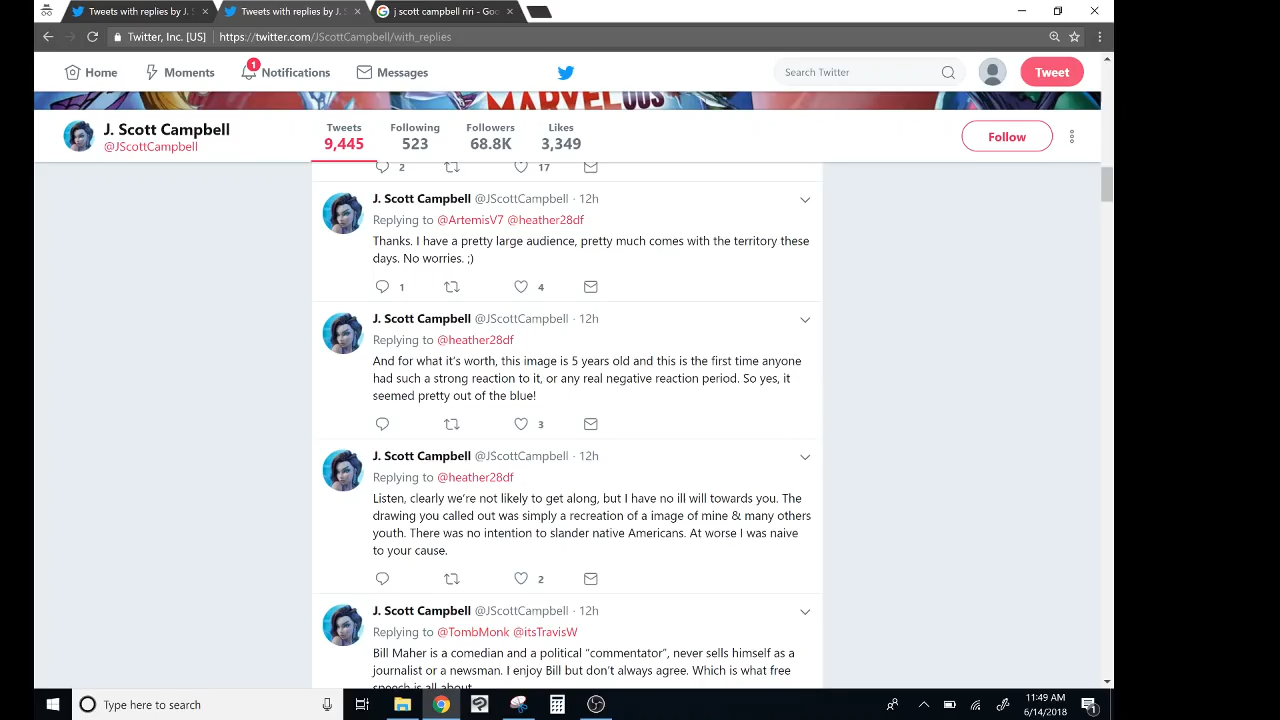 Tweets with replies by J. S
Tweets with replies by J. S
j scott campbell nri - Goo
Twitter, Inc. [US]
https://twitter.com/JScottCampbell/with_replies
Home
Moments
1
Notifications
Messages
Search Twitter
Tweet
MARVELOUS
J. Scott Campbell
@JScottCampbell
Tweets
9,445
Following
523
Followers
68.8K
Likes
3,349
Follow
2
17
J. Scott Campbell @JScottCampbell · 12h
Replying to @ArtemisV7 @heather28df
Thanks. I have a pretty large audience, pretty much comes with the territory these
days. No worries. ;)
1
4
J. Scott Campbell @JScottCampbell · 12h
Replying to @heather28df
And for what it's worth, this image is 5 years old and this is the first time anyone
had such a strong reaction to it, or any real negative reaction period. So yes, it
seemed pretty out of the blue!
3
J. Scott Campbell @JScottCampbell · 12h
Replying to @heather28df
Listen, clearly we're not likely to get along, but I have no ill will towards you. The
drawing you called out was simply a recreation of a image of mine & many others
youth. There was no intention to slander native Americans. At worse I was naive
to your cause.
2
J. Scott Campbell @JScottCampbell · 12h
Replying to @TombMonk @itsTravisW
Bill Maher is a comedian and a political "commentator", never sells himself as a
journalist or a newsman. I enjoy Bill but don't always agree. Which is what free
speech is all about
Type here to search
11:49 AM
6/14/2018
1